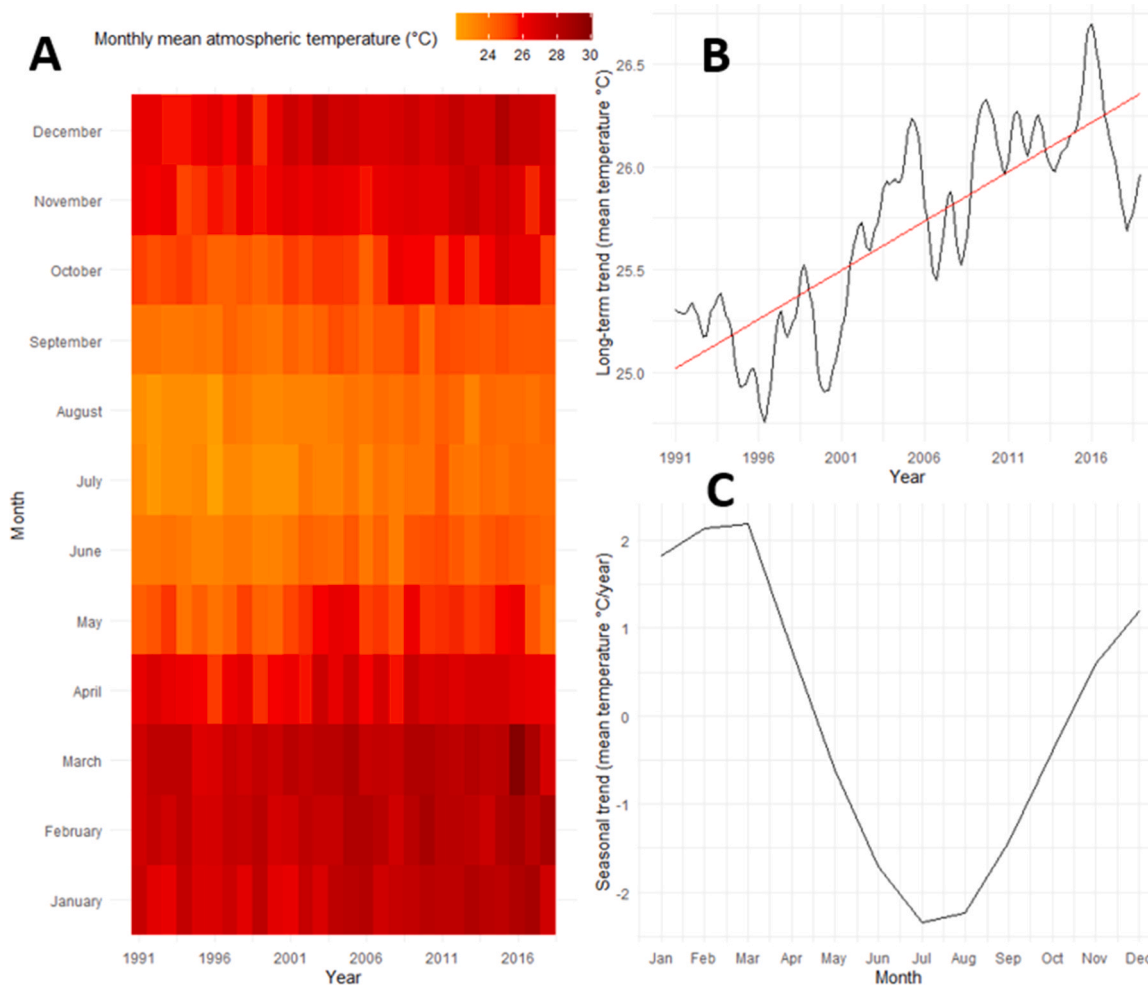 A
Monthly mean atmospheric temperature (°C)
24 26 28 30
Month
December
November
October
September
August
July
June
May
April
March
February
January
1991 1996 2001 2006 2011 2016
Year
B
Long-term trend (mean temperature °C)
26.5
26.0
25.5
25.0
1991 1996 2001 2006 2011 2016
Year
C
Seasonal trend (mean temperature °C/year)
2
1
0
-1
-2
Jan Feb Mar Apr May Jun Jul Aug Sep Oct Nov Dec
Month